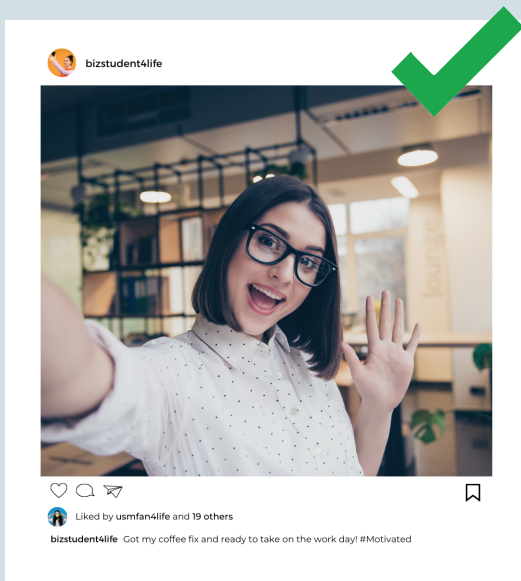 bizstudent4life
lounge
Liked by usmfan4life and 19 others
bizstudent4life Got my coffee fix and ready to take on the work day! #Motivated